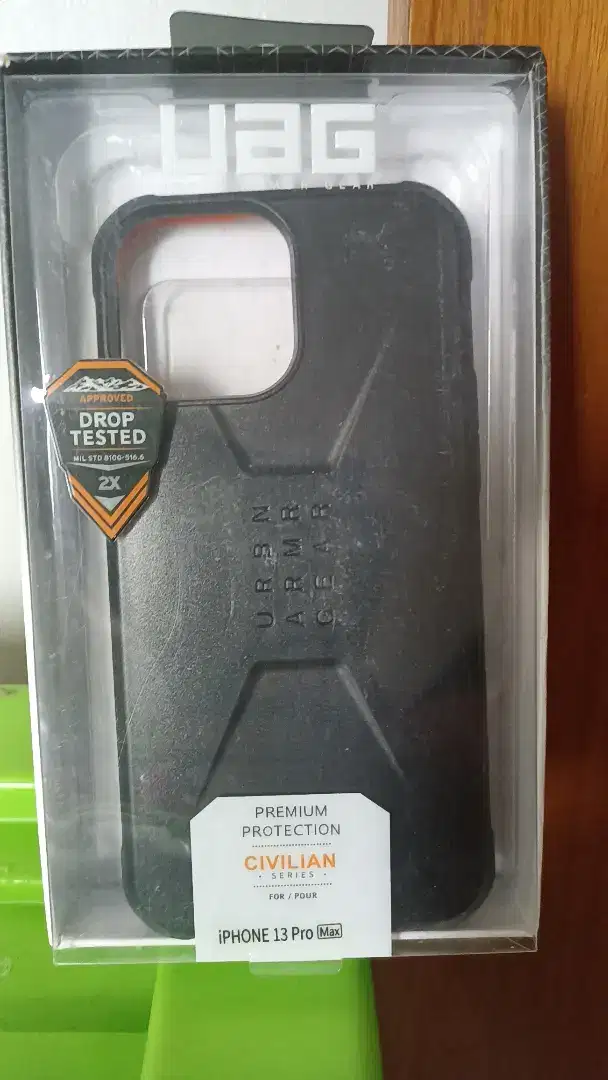 UAG
GEAR
APPROVED
DROP
TESTED
MIL STD 810G-516.6
2X
URBN
ARMR
GEAR
PREMIUM
PROTECTION
CIVILIAN
· SERIES ·
FOR / POUR
iPHONE 13 Pro Max